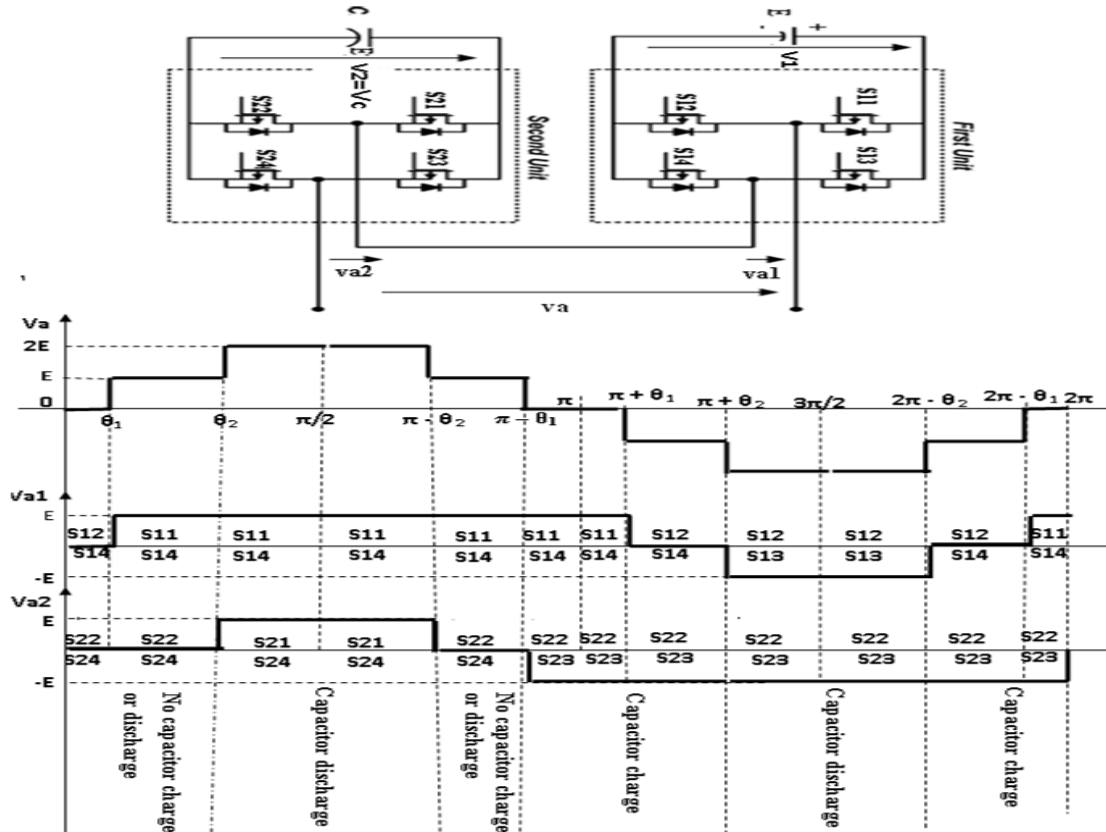 C
E
+
E
V2=Vc
V1
S22
S21
S12
S11
S24
S23
S14
S13
Second Unit
First Unit
va2
va1
va
Va
2E
E
0
θ1
θ2
π/2
π - θ2
π - θ1
π
π + θ1
π + θ2
3π/2
2π - θ2
2π - θ1
2π
Va1
E
S12 S11 S11 S11 S11 S11 S11 S12 S12 S12 S12 S11
S14 S14 S14 S14 S14 S14 S14 S14 S13 S13 S14 S14
-E
Va2
E
S22 S22 S21 S21 S22 S22 S22 S22 S22 S22 S22 S22
S24 S24 S24 S24 S24 S23 S23 S23 S23 S23 S23 S23
-E
No capacitor charge
or discharge
Capacitor discharge
No capacitor charge
or discharge
Capacitor charge
Capacitor discharge
Capacitor charge